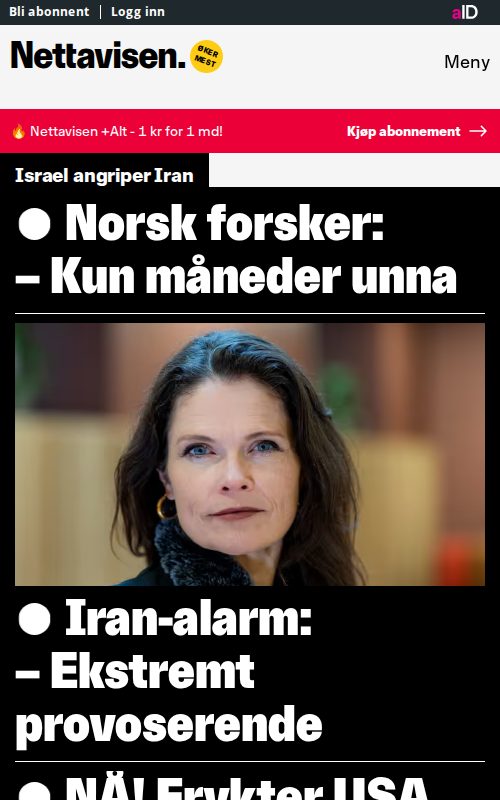 Bli abonnent | Logg inn
aID
Nettavisen.
ØKER
MEST
Meny
🔥 Nettavisen +Alt - 1 kr for 1 md!
Kjøp abonnement →
Israel angriper Iran
● Norsk forsker:
– Kun måneder unna
● Iran-alarm:
– Ekstremt
provoserende
● NÅ! Frykter USA